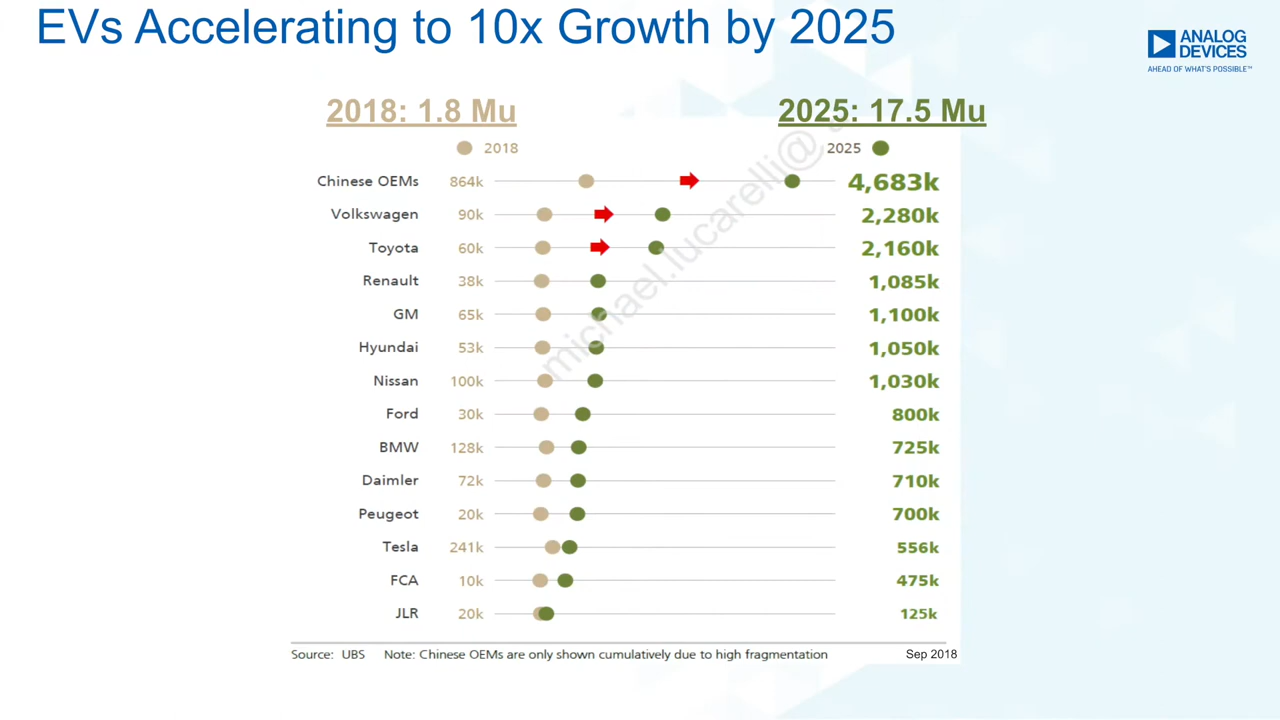 EVs Accelerating to 10x Growth by 2025
ANALOG
DEVICES
AHEAD OF WHAT'S POSSIBLE™
2018: 1.8 Mu
2025: 17.5 Mu
2018
2025
Chinese OEMs 864k 4,683k
Volkswagen 90k 2,280k
Toyota 60k 2,160k
Renault 38k 1,085k
GM 65k 1,100k
Hyundai 53k 1,050k
Nissan 100k 1,030k
Ford 30k 800k
BMW 128k 725k
Daimler 72k 710k
Peugeot 20k 700k
Tesla 241k 556k
FCA 10k 475k
JLR 20k 125k
michael.lucarelli@
Source: UBS Note: Chinese OEMs are only shown cumulatively due to high fragmentation Sep 2018